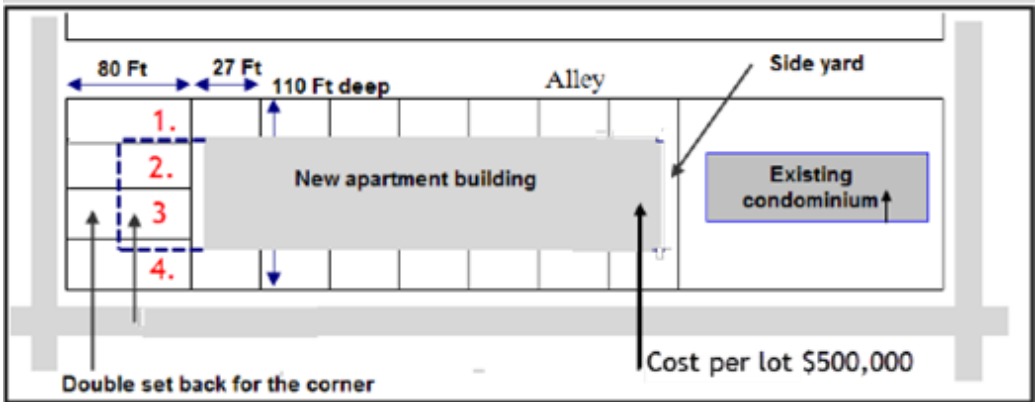 80 Ft
27 Ft
110 Ft deep
Alley
Side yard
1.
2.
3
4.
New apartment building
Existing
condominium
Cost per lot $500,000
Double set back for the corner